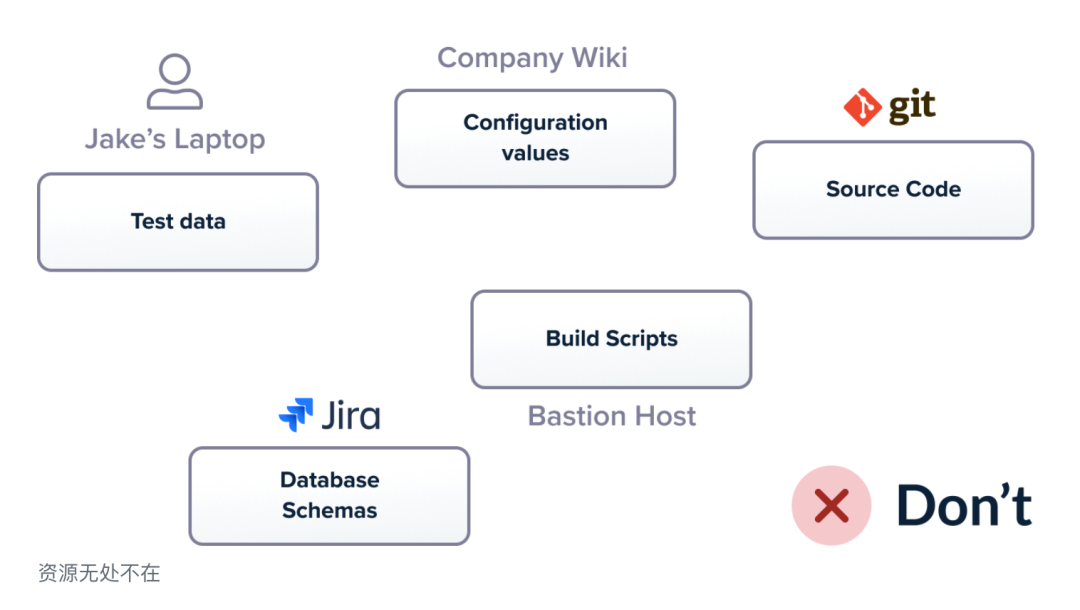 Company Wiki
Configuration
values
Jake's Laptop
Test data
git
Source Code
Build Scripts
Bastion Host
Jira
Database
Schemas
Don't
资源无处不在